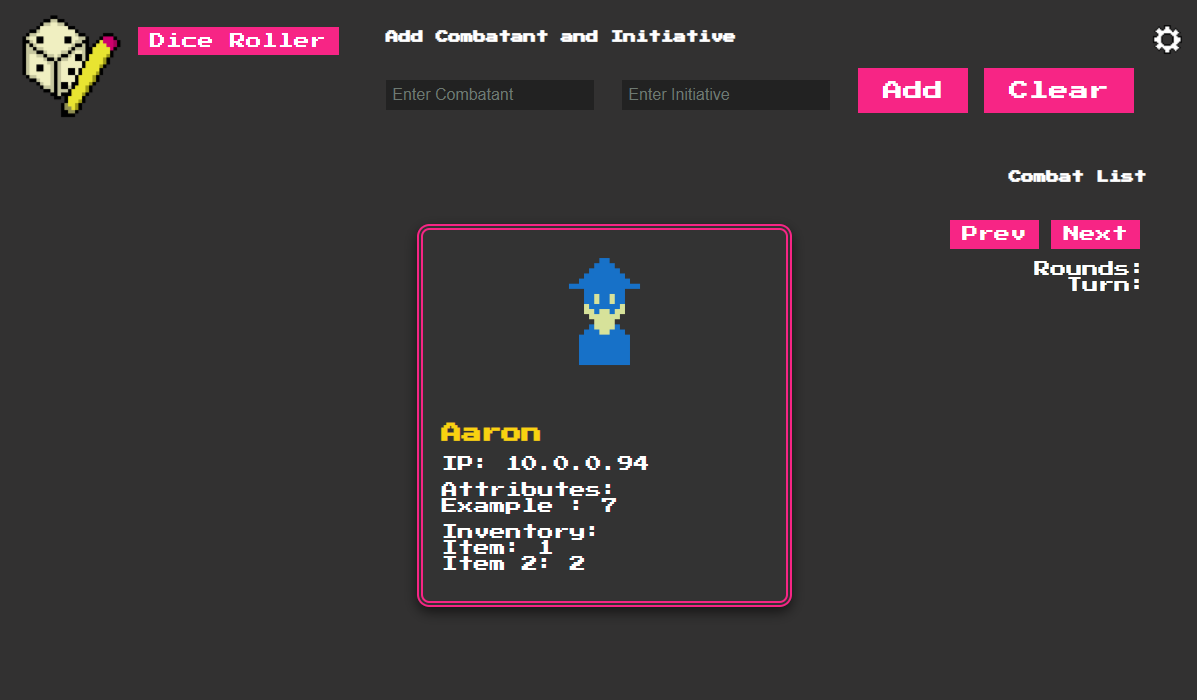 Dice Roller
Add Combatant and Initiative
Enter Combatant
Enter Initiative
Add
Clear
Combat List
Prev
Next
Rounds:
Turn:
Aaron
IP: 10.0.0.94
Attributes:
Example : 7
Inventory:
Item: 1
Item 2: 2